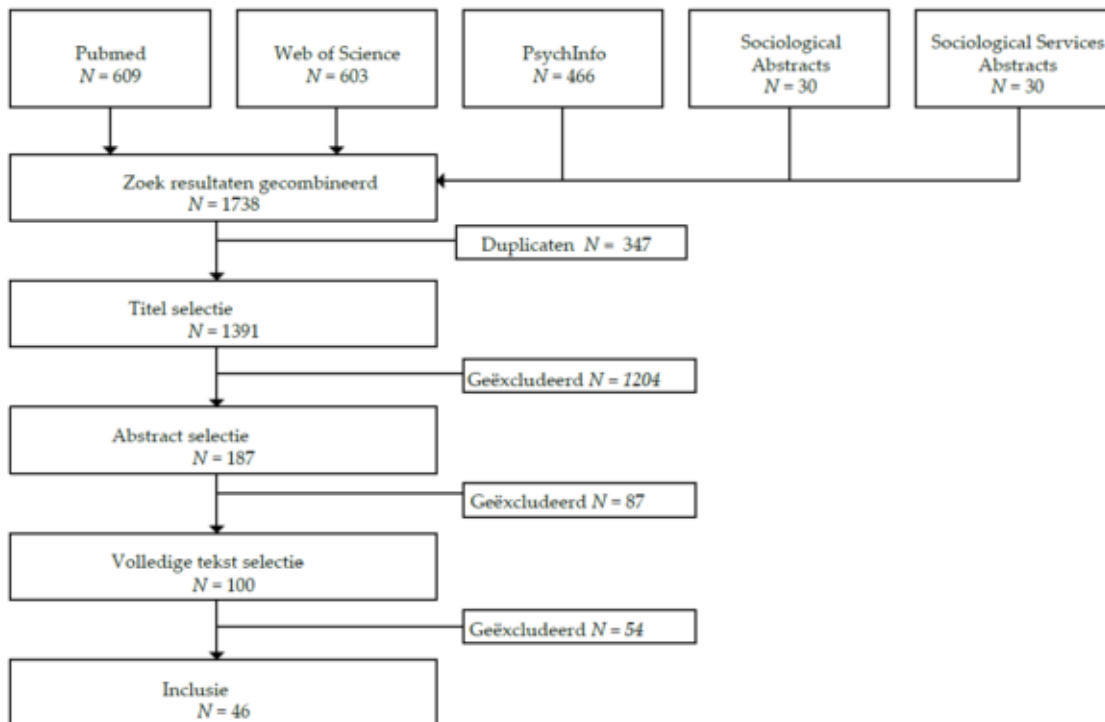 Pubmed
N = 609
Web of Science
N = 603
PsychInfo
N = 466
Sociological
Abstracts
N = 30
Sociological Services
Abstracts
N = 30
Zoek resultaten gecombineerd
N = 1738
Duplicaten N = 347
Titel selectie
N = 1391
Geëxcludeerd N = 1204
Abstract selectie
N = 187
Geëxcludeerd N = 87
Volledige tekst selectie
N = 100
Geëxcludeerd N = 54
Inclusie
N = 46